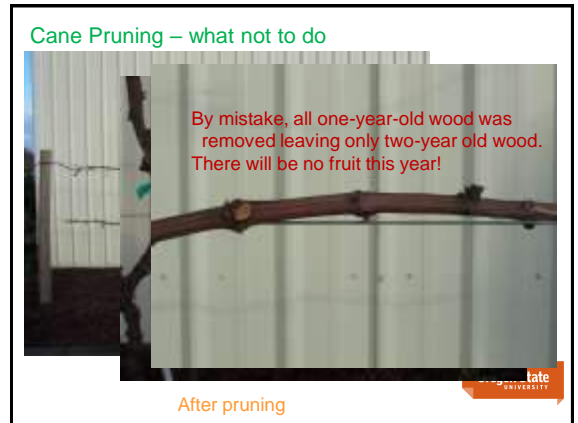 Cane Pruning – what not to do
By mistake, all one-year-old wood was
removed leaving only two-year old wood.
There will be no fruit this year!
State
UNIVERSITY
After pruning